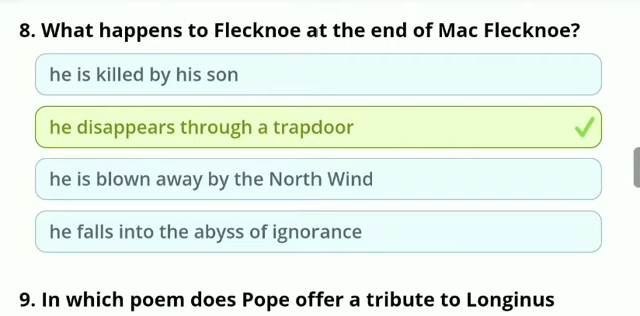 8. What happens to Flecknoe at the end of Mac Flecknoe?
he is killed by his son
he disappears through a trapdoor
he is blown away by the North Wind
he falls into the abyss of ignorance
9. In which poem does Pope offer a tribute to Longinus